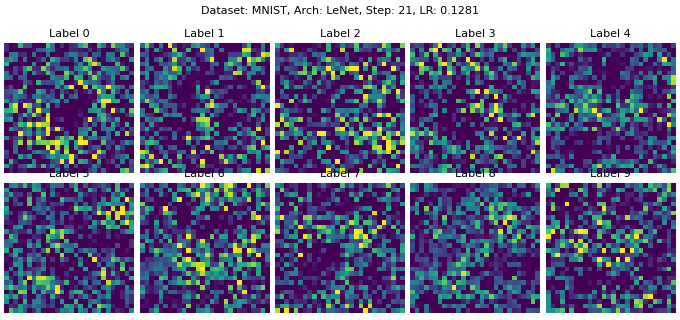 Dataset: MNIST, Arch: LeNet, Step: 21, LR: 0.1281
Label 0 Label 1 Label 2 Label 3 Label 4
Label 5 Label 6 Label 7 Label 8 Label 9